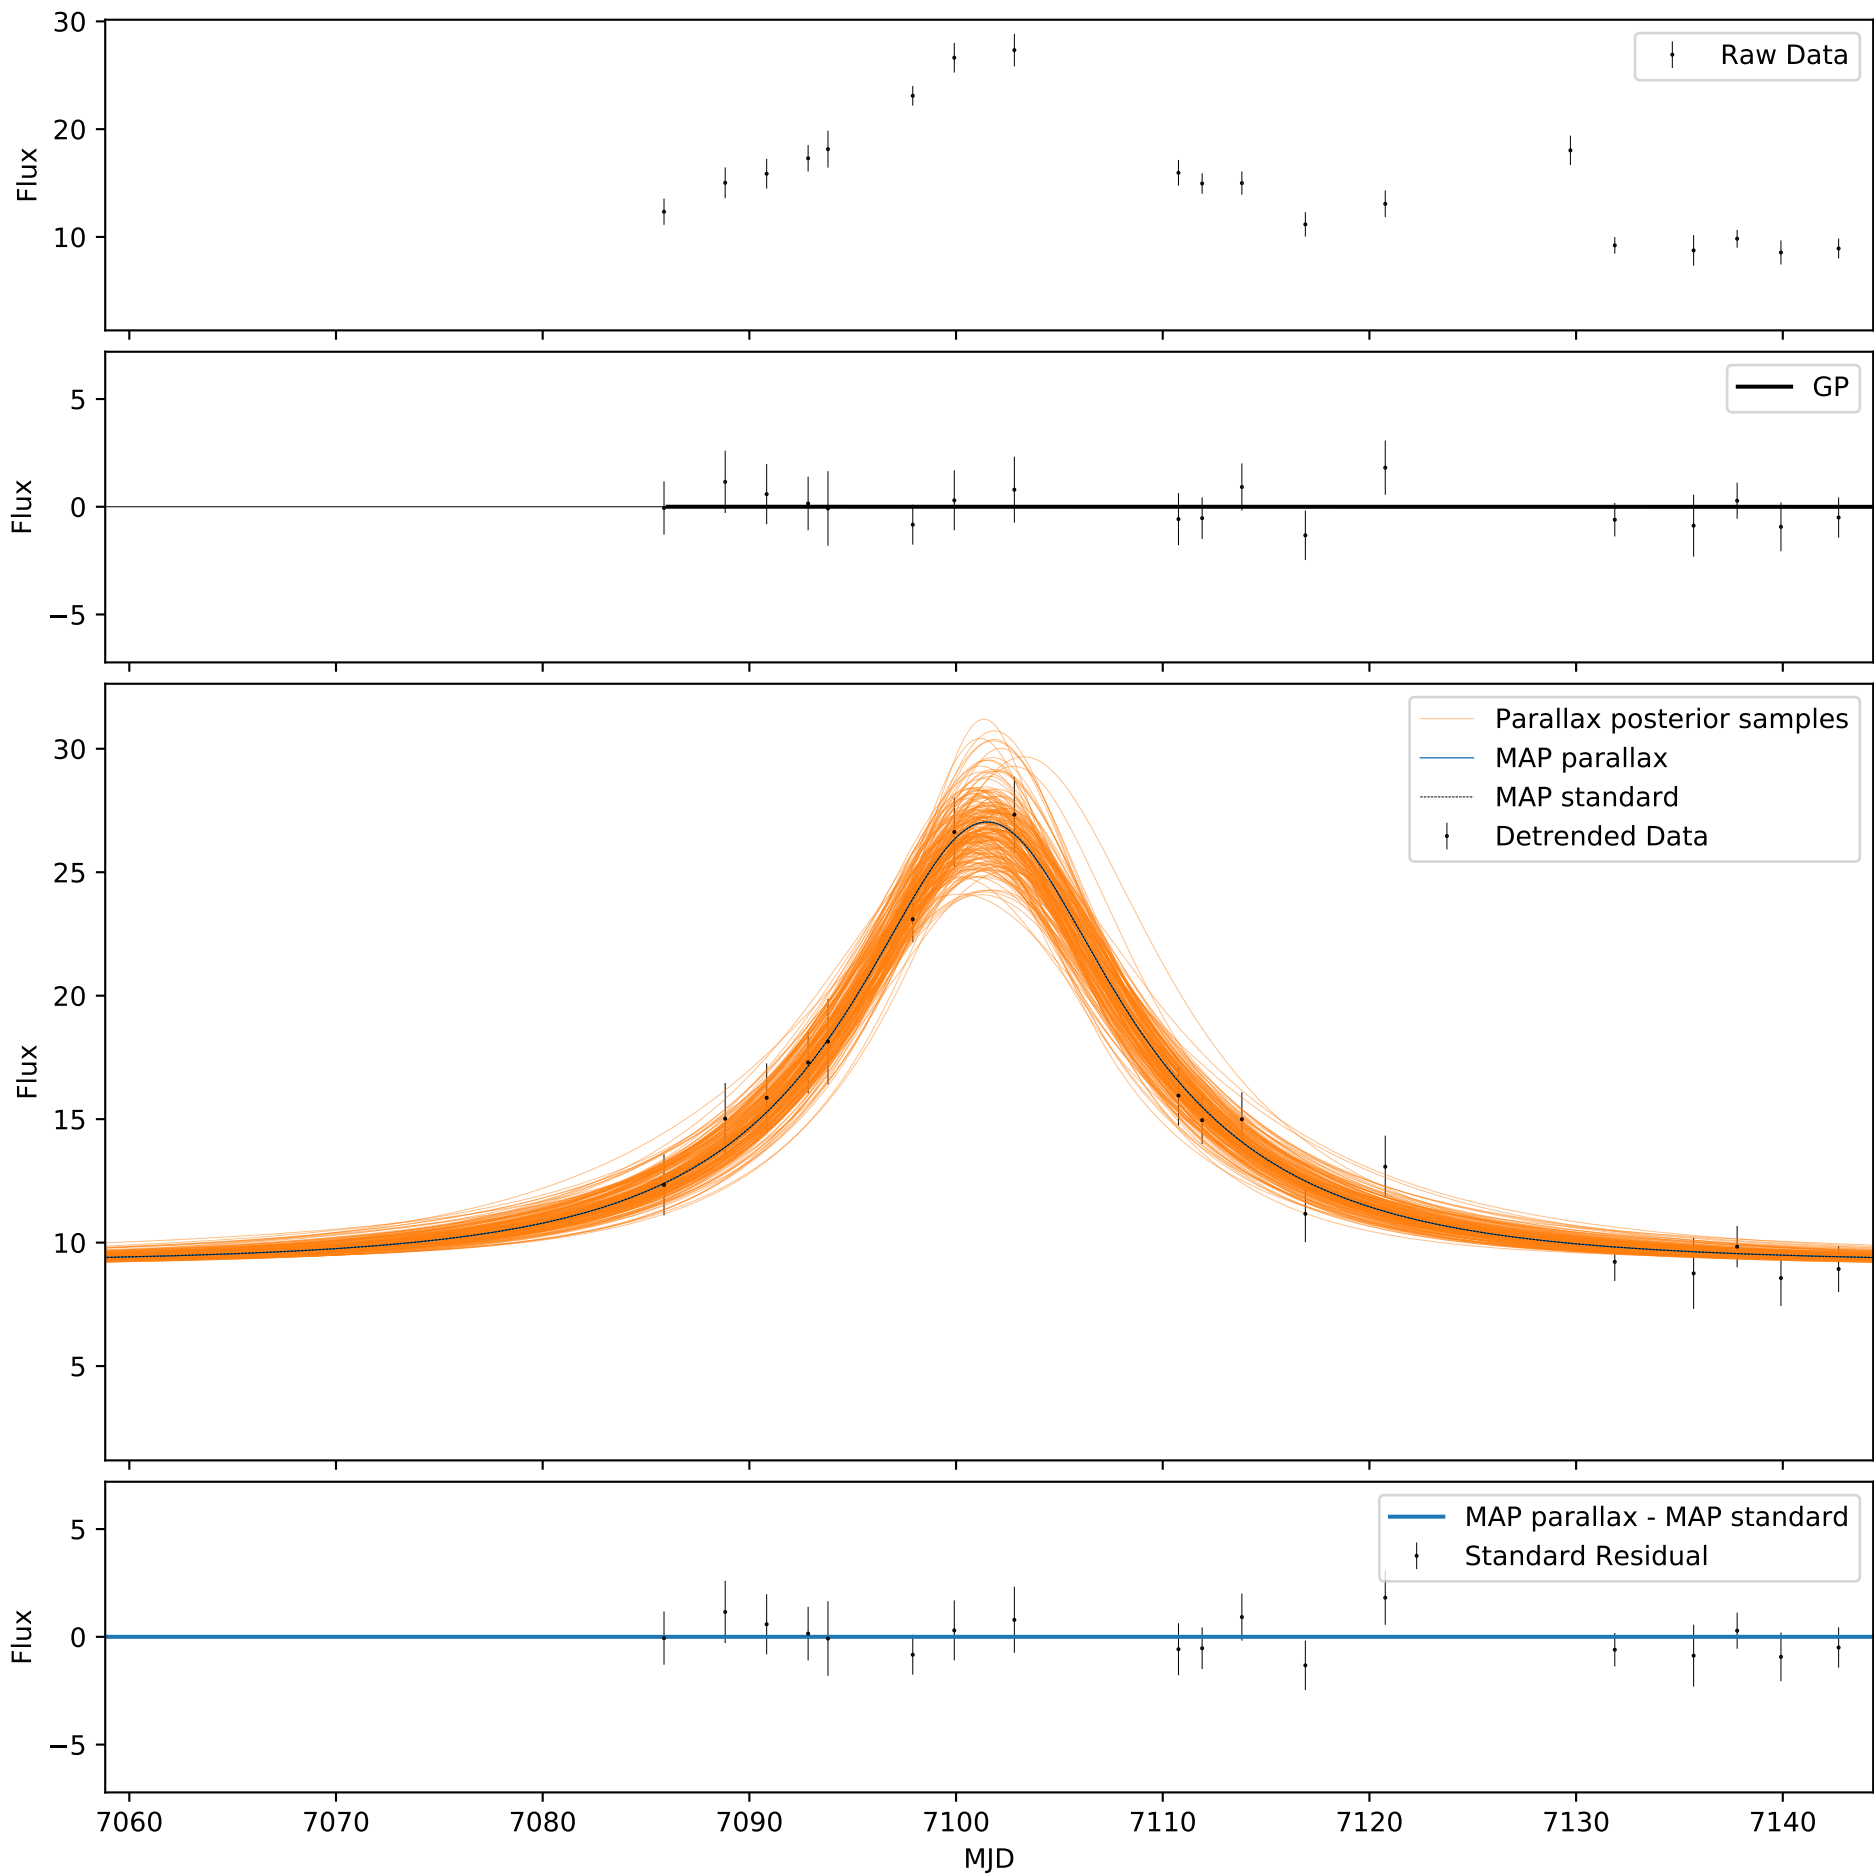 30
20
10
Flux
Raw Data
5
0
−5
Flux
GP
30
25
20
15
10
5
Flux
Parallax posterior samples
MAP parallax
MAP standard
Detrended Data
5
0
−5
Flux
MAP parallax - MAP standard
Standard Residual
7060 7070 7080 7090 7100 7110 7120 7130 7140
MJD